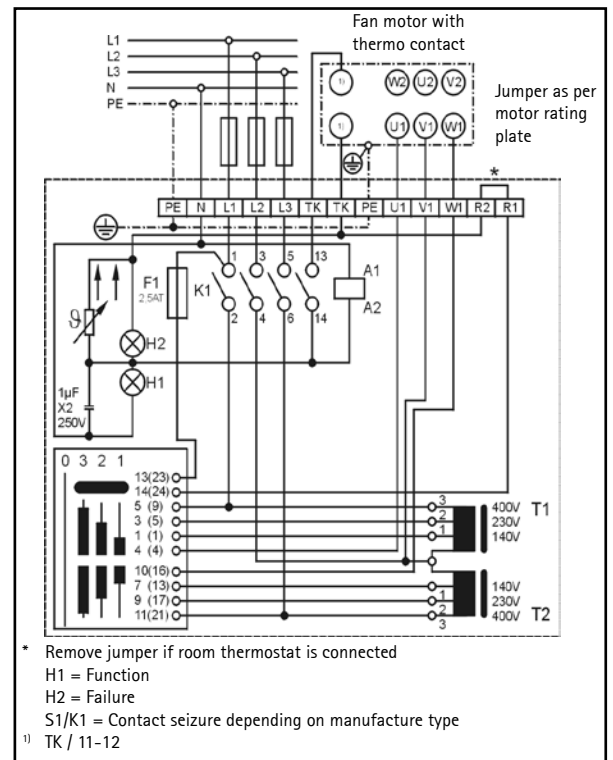 Fan motor with
thermo contact
L1
L2
L3
N
PE
1) W2 U2 V2
Jumper as per
motor rating
plate
1) U1 V1 W1
*
PE N L1 L2 L3 TK TK PE U1 V1 W1 R2 R1
1 3 5 13
F1
2.5AT
K1
A1
A2
2 4 6 14
ϑ
H2
H1
1µF
X2
250V
0 3 2 1
13(23)
14(24)
5 (9)
3 (5)
1 (1)
4 (4)
10(16)
7 (13)
9 (17)
11(21)
3 400V T1
2 230V
1 140V
140V
1 230V
2 400V T2
3
* Remove jumper if room thermostat is connected
H1 = Function
H2 = Failure
S1/K1 = Contact seizure depending on manufacture type
1) TK / 11-12